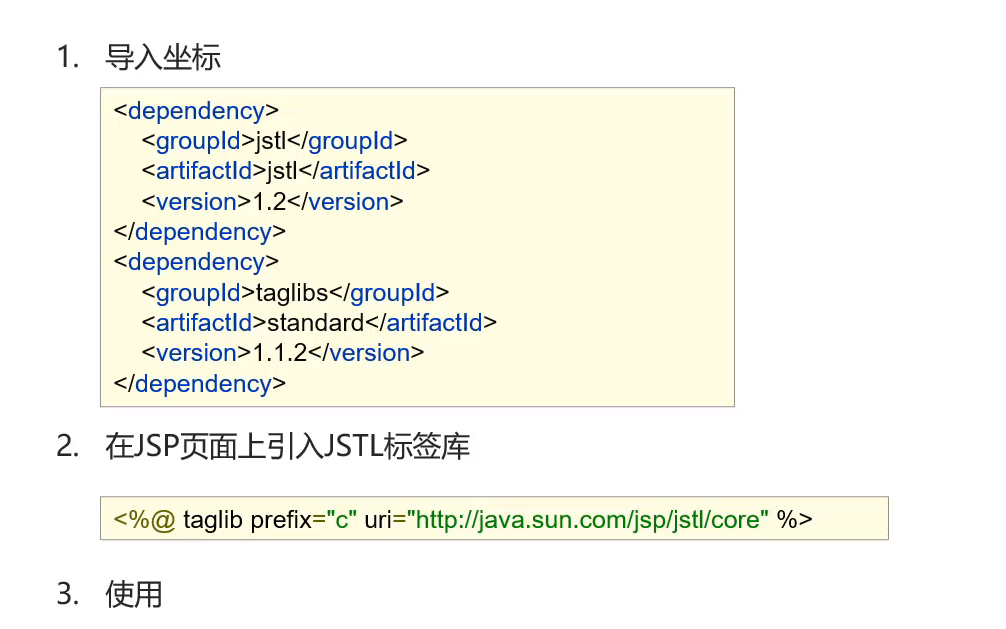 1. 导入坐标
<dependency>
    <groupId>jstl</groupId>
    <artifactId>jstl</artifactId>
    <version>1.2</version>
</dependency>
<dependency>
    <groupId>taglibs</groupId>
    <artifactId>standard</artifactId>
    <version>1.1.2</version>
</dependency>
2. 在JSP页面上引入JSTL标签库
<%@ taglib prefix="c" uri="http://java.sun.com/jsp/jstl/core" %>
3. 使用